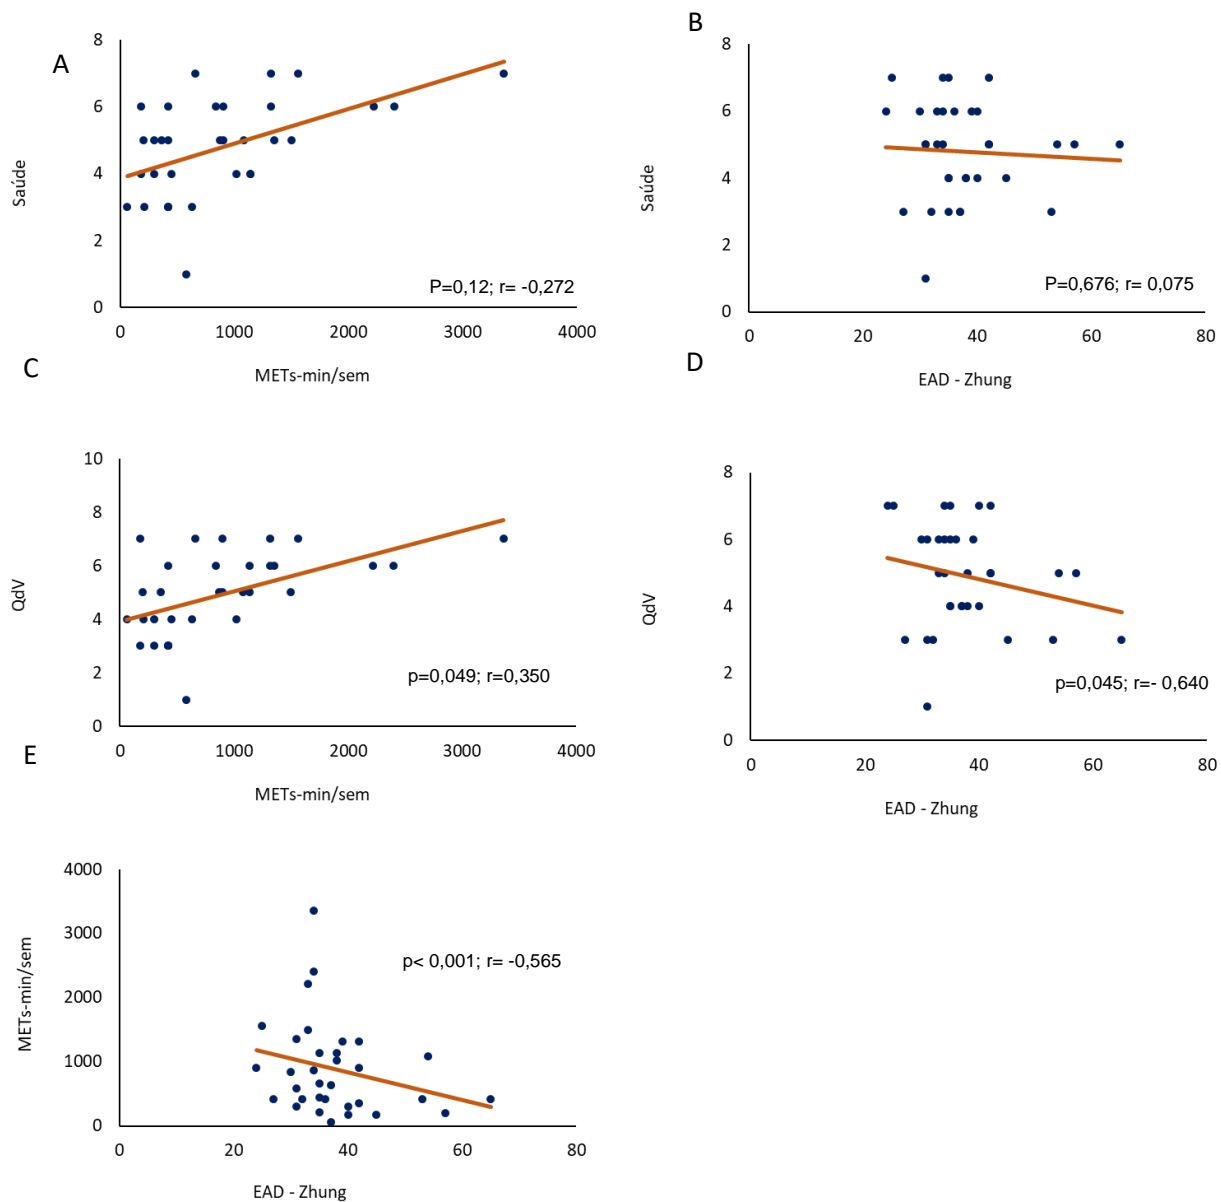 A
8
6
4
2
0
Saúde
P=0,12; r= -0,272
0 1000 2000 3000 4000
METs-min/sem
B
8
6
4
2
0
Saúde
P=0,676; r= 0,075
0 20 40 60 80
EAD - Zhung
C
10
8
6
4
2
0
QdV
p=0,049; r=0,350
0 1000 2000 3000 4000
METs-min/sem
D
8
6
4
2
0
QdV
p=0,045; r=- 0,640
0 20 40 60 80
EAD - Zhung
E
4000
3000
2000
1000
0
METs-min/sem
p< 0,001; r= -0,565
0 20 40 60 80
EAD - Zhung